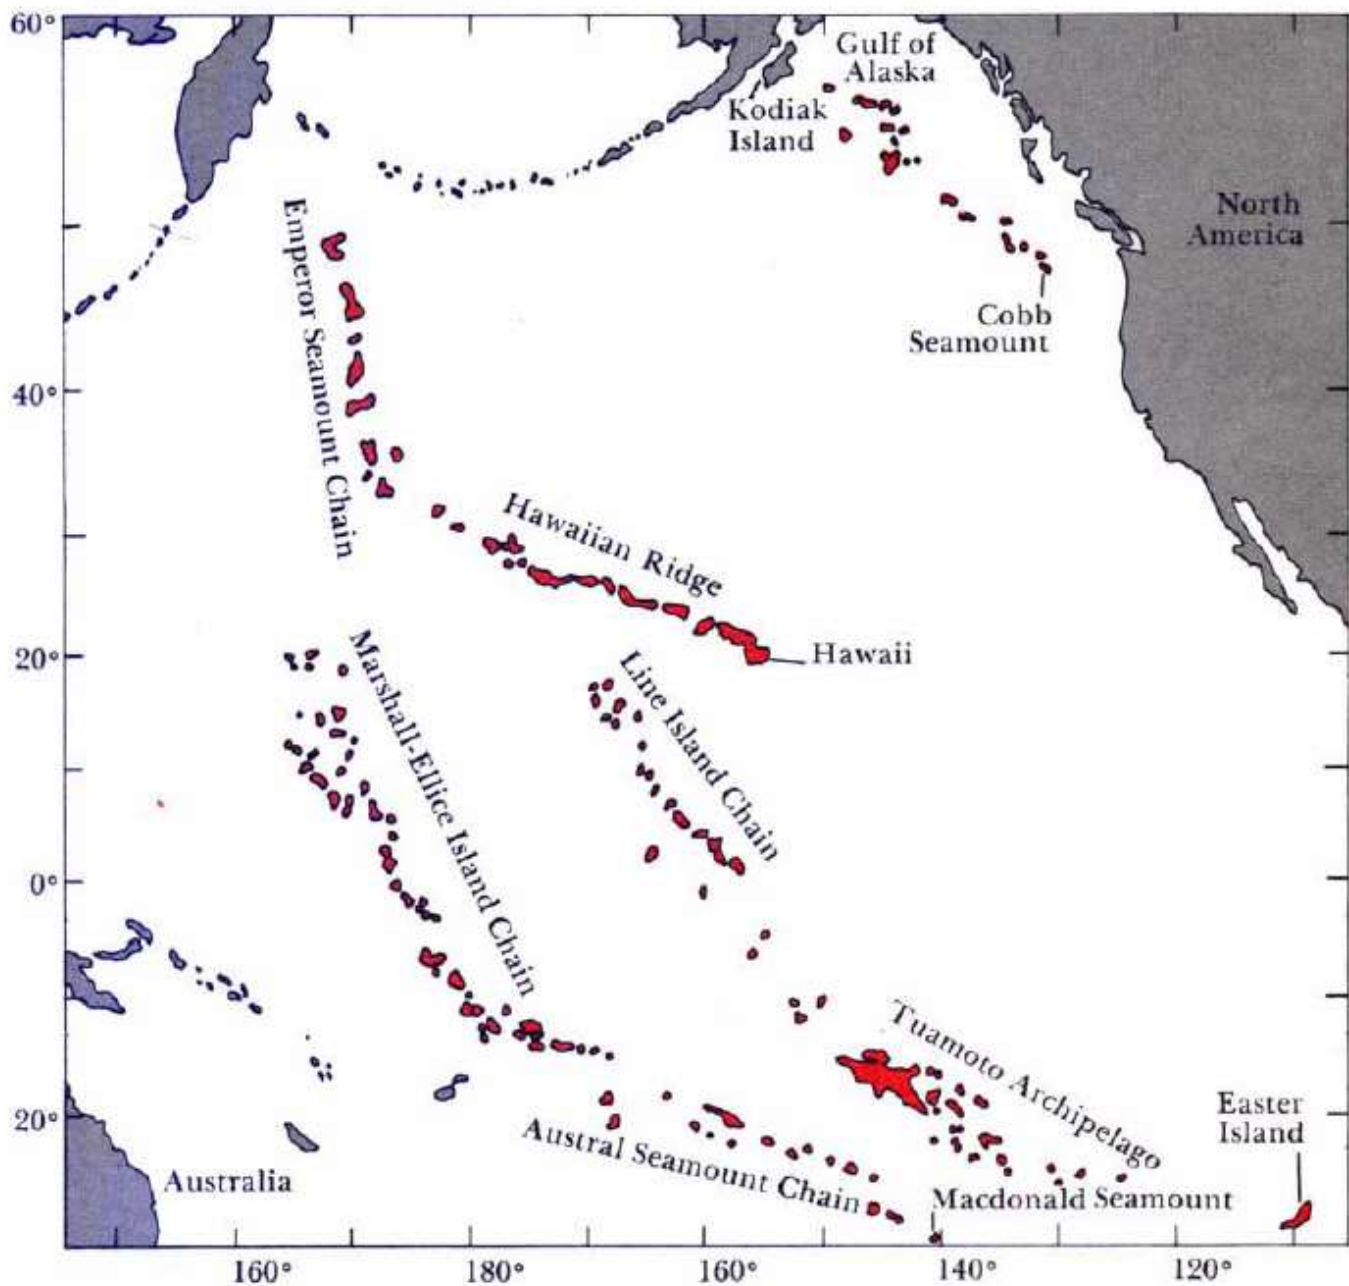 60°
Gulf of
Alaska
Kodiak
Island
North
America
Emperor Seamount Chain
Cobb
Seamount
40°
Hawaiian Ridge
Hawaii
20°
Marshall-Ellice Island Chain
Line Island Chain
0°
Tuamoto Archipelago
Easter
Island
20°
Austral Seamount Chain
Australia
Macdonald Seamount
160°
180°
160°
140°
120°